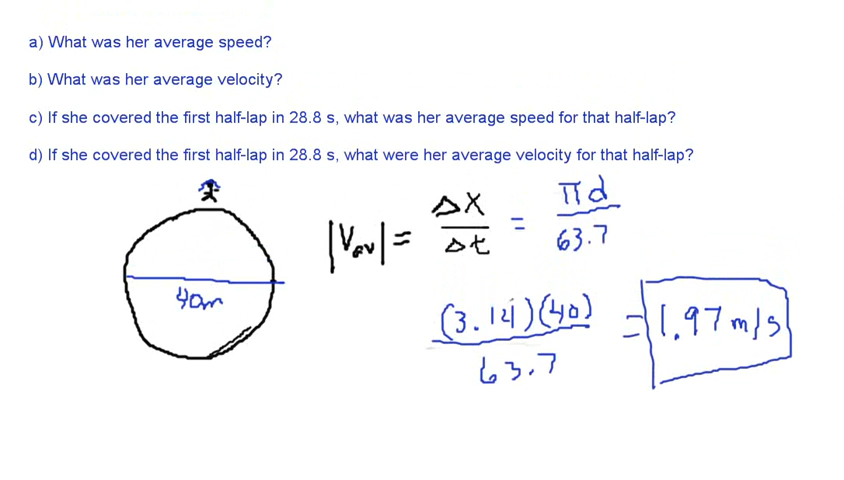 a) What was her average speed?
b) What was her average velocity?
c) If she covered the first half-lap in 28.8 s, what was her average speed for that half-lap?
d) If she covered the first half-lap in 28.8 s, what were her average velocity for that half-lap?
40m
|Vav| = Δx/Δt = πd/63.7
(3.14)(40)/63.7 = 1.97 m/s